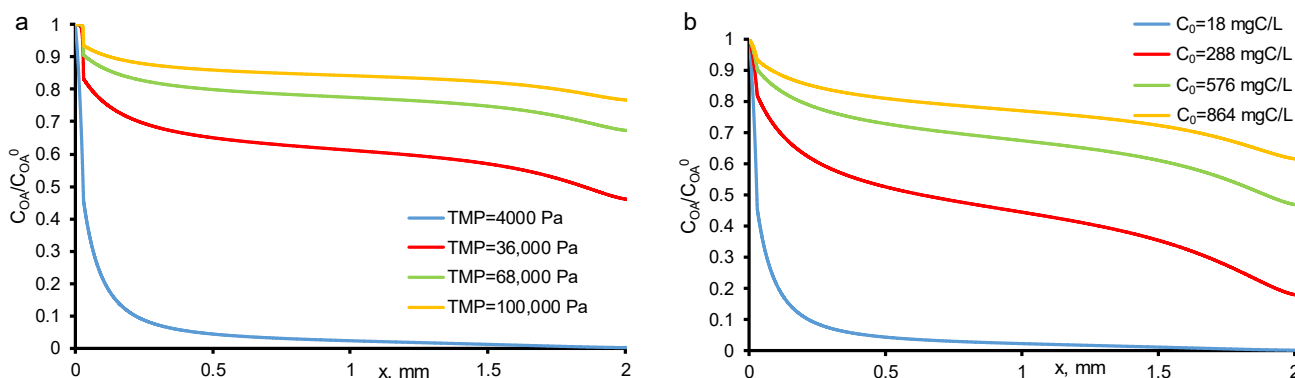 a
C_OA/C_OA^0
1
0.9
0.8
0.7
0.6
0.5
0.4
0.3
0.2
0.1
0
0
0.5
1
1.5
2
x, mm
TMP=4000 Pa
TMP=36,000 Pa
TMP=68,000 Pa
TMP=100,000 Pa
b
C_OA/C_OA^0
1
0.9
0.8
0.7
0.6
0.5
0.4
0.3
0.2
0.1
0
0
0.5
1
1.5
2
x, mm
C₀=18 mgC/L
C₀=288 mgC/L
C₀=576 mgC/L
C₀=864 mgC/L